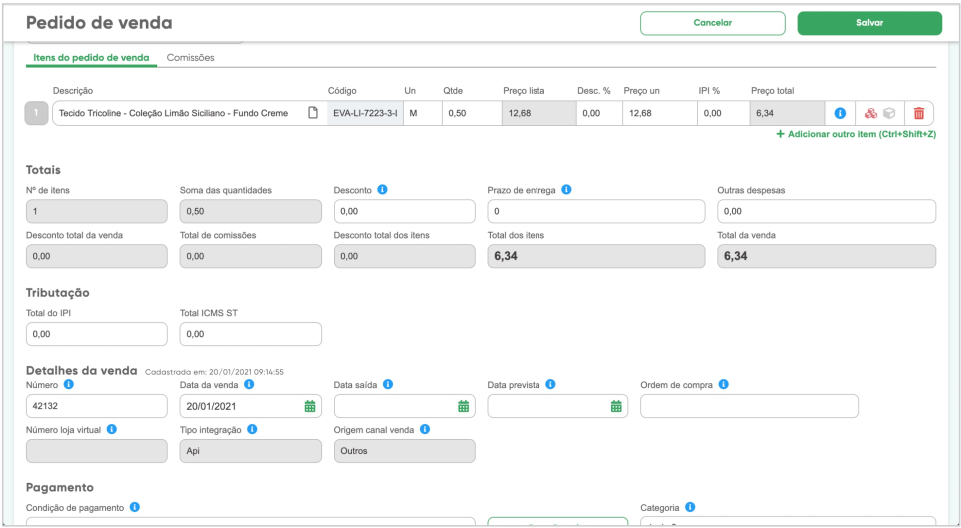 Pedido de venda
Cancelar
Salvar
Itens do pedido de venda Comissões
Descrição Código Un Qtde Preço lista Desc. % Preço un IPI % Preço total
1 Tecido Tricoline - Coleção Limão Siciliano - Fundo Creme EVA-LI-7223-3-I M 0,50 12,68 0,00 12,68 0,00 6,34
+ Adicionar outro item (Ctrl+Shift+Z)
Totais
Nº de itens Soma das quantidades Desconto Prazo de entrega Outras despesas
1 0,50 0,00 0 0,00
Desconto total da venda Total de comissões Desconto total dos itens Total dos itens Total da venda
0,00 0,00 0,00 6,34 6,34
Tributação
Total do IPI Total ICMS ST
0,00 0,00
Detalhes da venda Cadastrada em: 20/01/2021 09:14:55
Número Data da venda Data saída Data prevista Ordem de compra
42132 20/01/2021
Número loja virtual Tipo integração Origem canal venda
Api Outros
Pagamento
Condição de pagamento Categoria